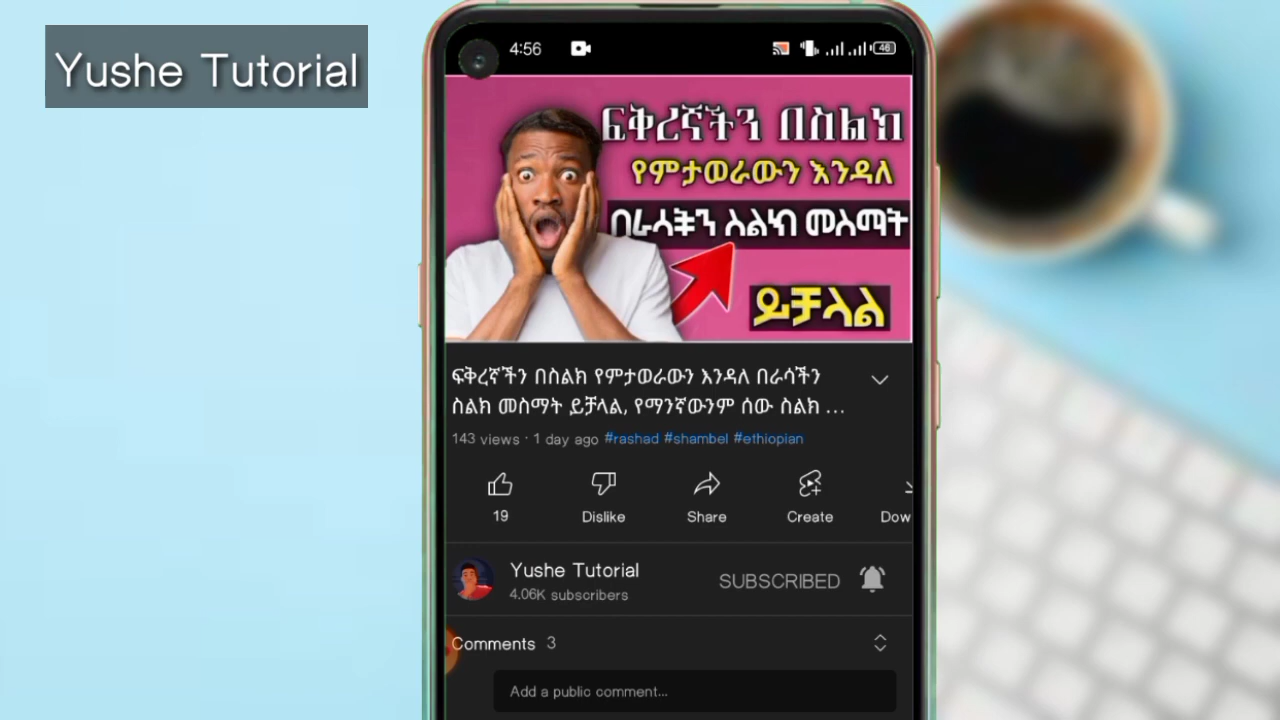 Yushe Tutorial
4:56
46
ፍቅረኛችን በስልክ
የምታወራውን እንዳለ
በራሳችን ስልክ መስማት
ይቻላል
ፍቅረኛችን በስልክ የምታወራውን እንዳለ በራሳችን
ስልክ መስማት ይቻላል, የማንኛውንም ሰው ስልክ ...
143 views · 1 day ago #rashad #shambel #ethiopian
19 Dislike Share Create Dow
Yushe Tutorial
4.06K subscribers
SUBSCRIBED
Comments 3
Add a public comment...